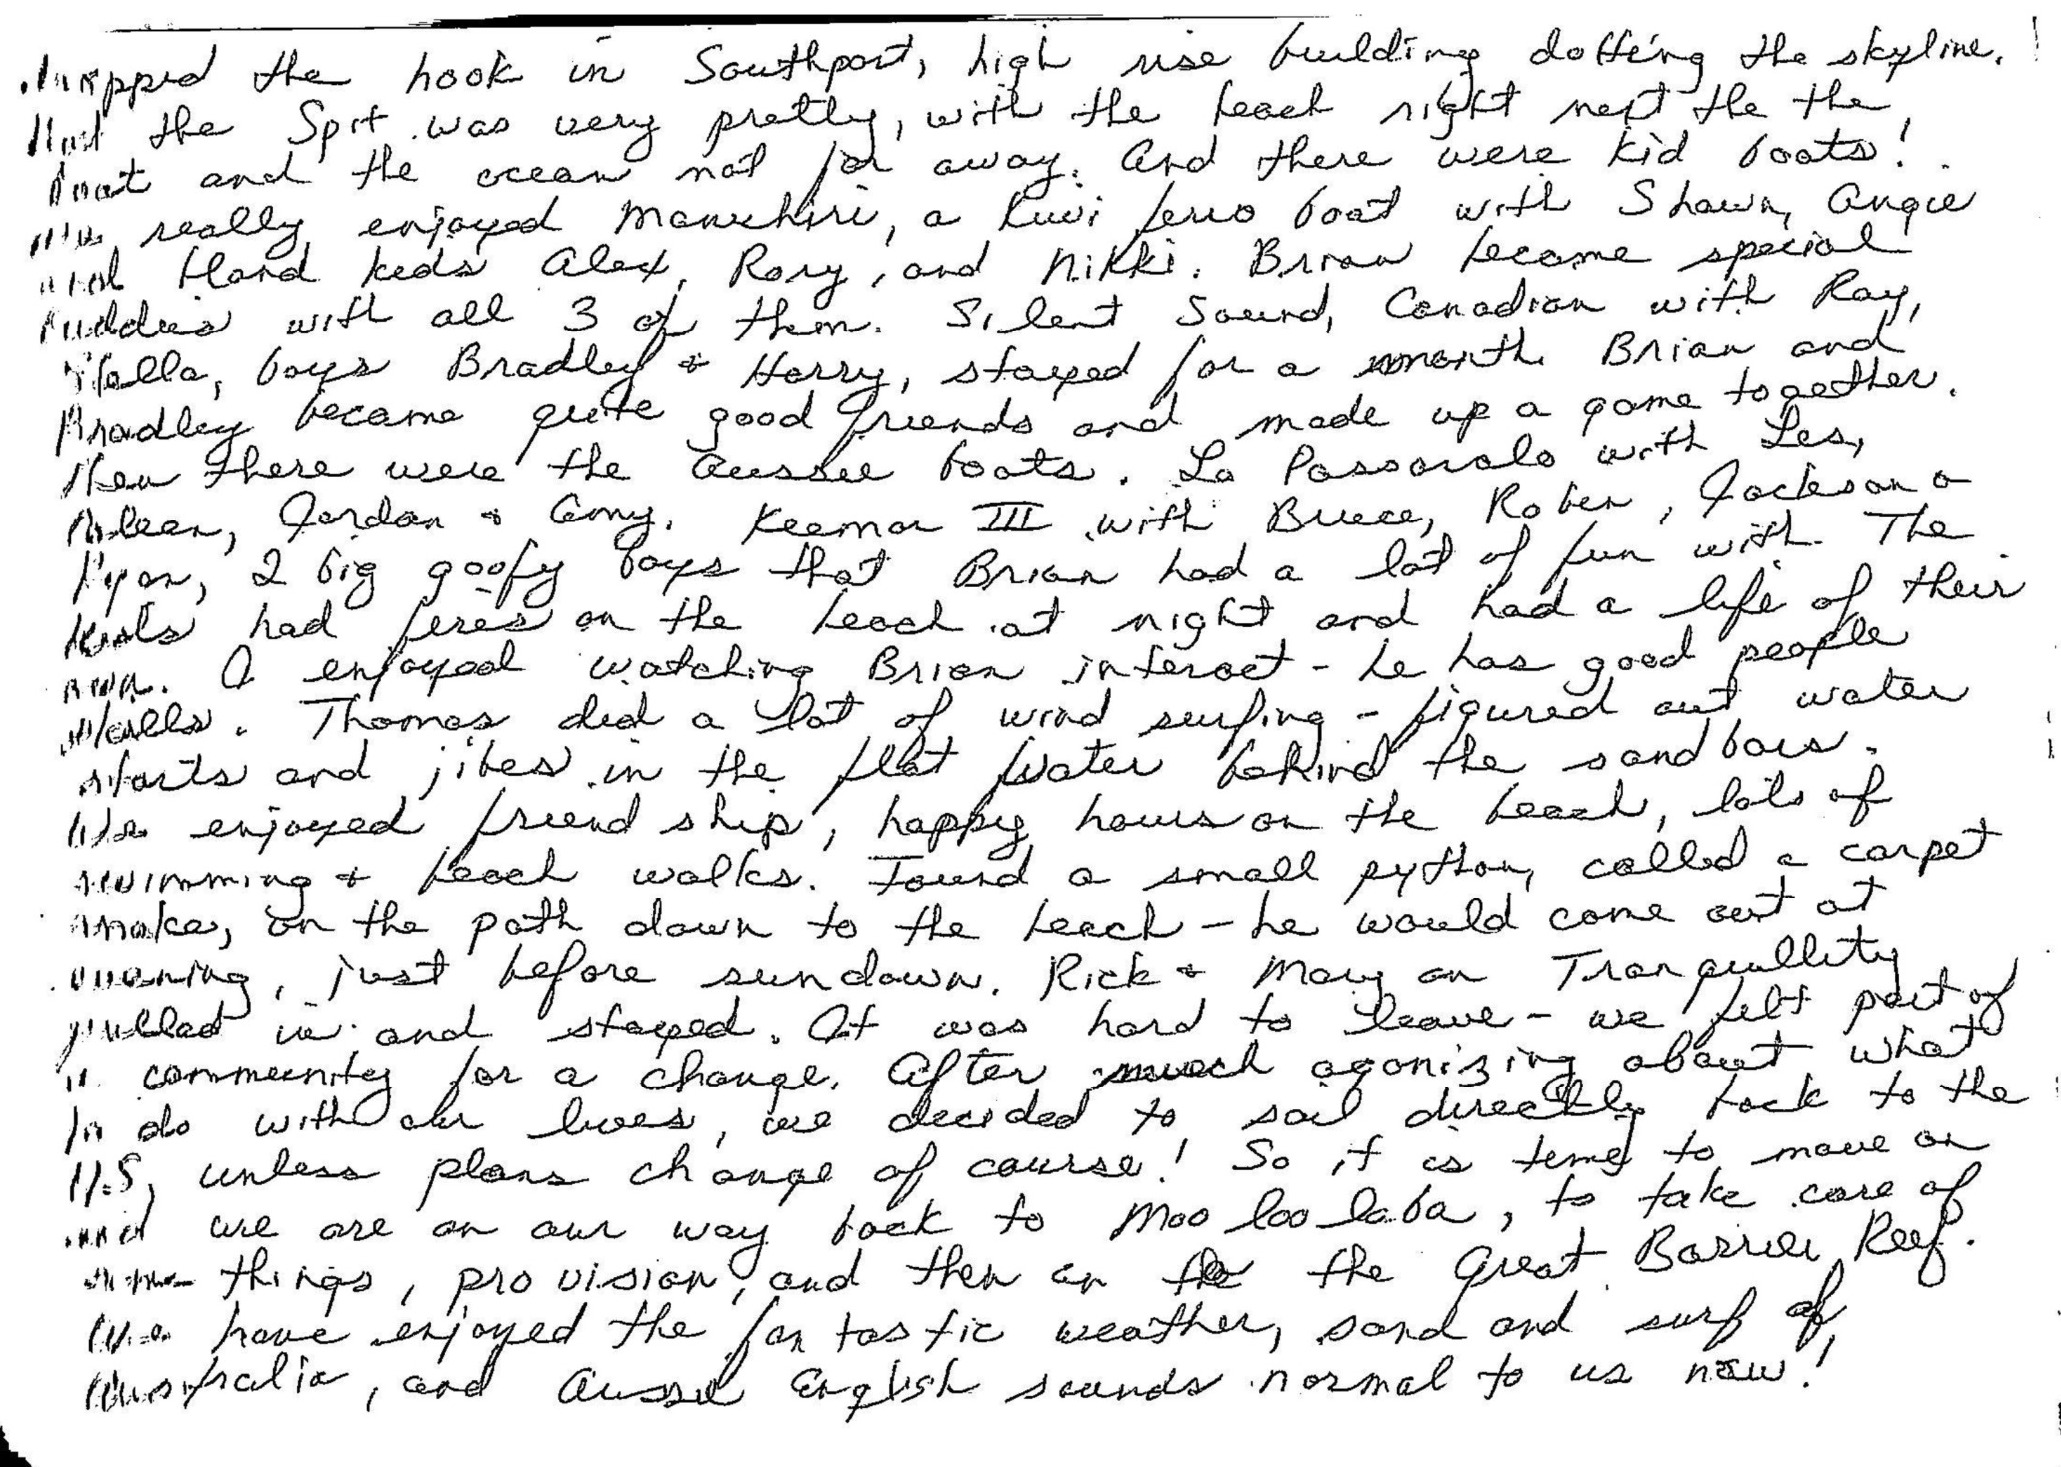 dropped the hook in Southport, high rise building dotting the skyline.
But the Spit was very pretty, with the beach right next the the
boat and the ocean not far away. And there were kid boats!
We really enjoyed Manuhiri, a Kiwi ferro boat with Shawn, Angie
and kids Alex, Rory, and Nikki. Brian became special
buddies with all 3 of them. Silent Sound, Canadian with Ray,
Stella, boys Bradley & Harry, stayed for a month. Brian and
Bradley became quite good friends and made up a game together.
Then there were the Aussie boats. La Passarola with Les,
Jordan & Amy. Keemor III with Bruce, Robin, Jackson &
Ryan, 2 big goofy boys that Brian had a lot of fun with. The
kids had fires on the beach at night and had a life of their
own. I enjoyed watching Brian interact - he has good people
skills. Thomas did a lot of wind surfing - figured out water
starts and jibes in the flat water behind the sand bars.
We enjoyed friend ship, happy hours on the beach, lots of
swimming & beach walks. Found a small python, called a carpet
snake, on the path down to the beach - he would come out at
evening, just before sundown. Rick & Mary on Tranquillity
pulled in and stayed. It was hard to leave - we felt part of
a community for a change. After much agonizing about what
to do with our lives, we decided to sail directly back to the
U.S, unless plans change of course! So it is time to move on
and we are on our way back to Mooloolaba, to take care of
some things, provision, and then on to the Great Barrier Reef.
We have enjoyed the fantastic weather, sand and surf of
Australia, and Aussie English sounds normal to us now!